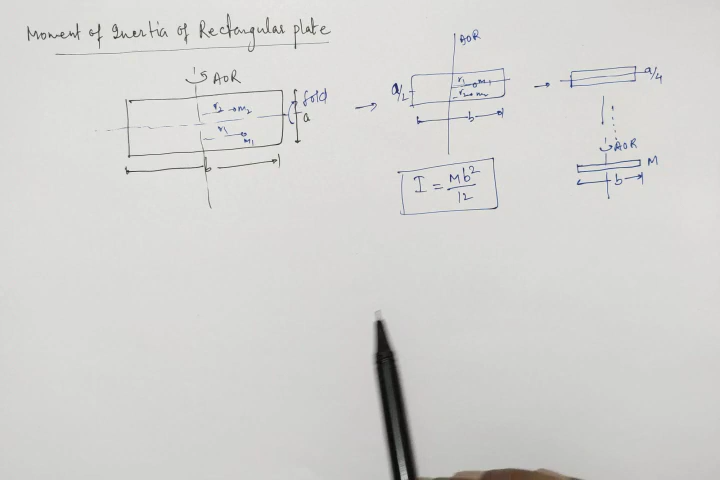 Moment of Inertia of Rectangular plate
AOR
r2 m2
r1
m1
fold
a
b
AOR
a/2
r1 m1
r2 m2
b
I = Mb²/12
a/4
AOR
M
b